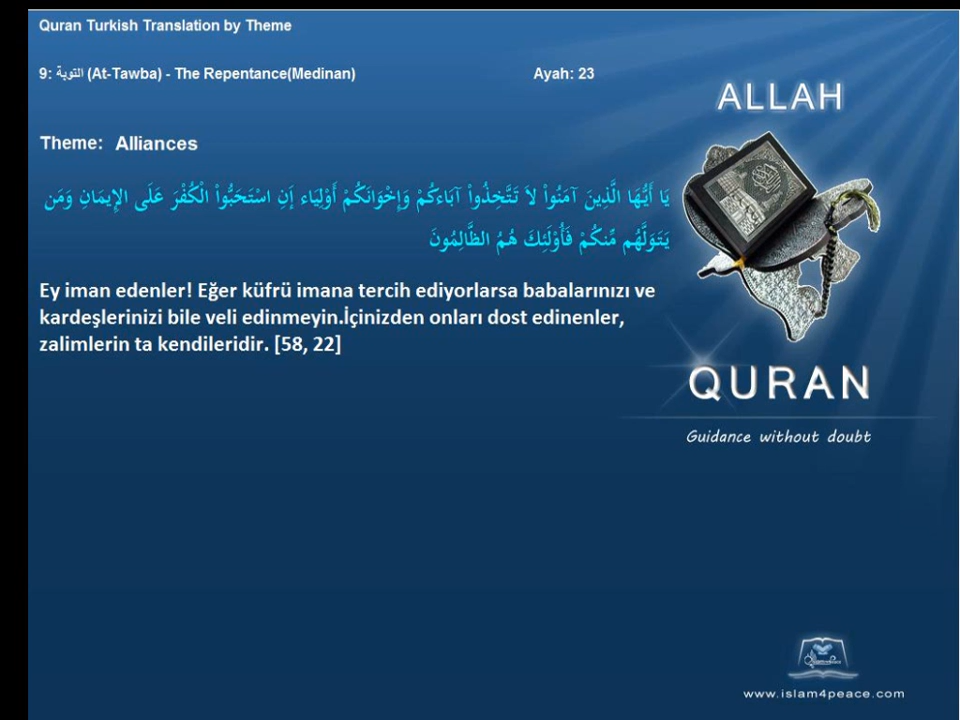 Quran Turkish Translation by Theme
9: التوبة (At-Tawba) - The Repentance(Medinan) Ayah: 23
ALLAH
Theme: Alliances
يَا أَيُّهَا الَّذِينَ آمَنُواْ لاَ تَتَّخِذُواْ آبَاءكُمْ وَإِخْوَانَكُمْ أَوْلِيَاء إَنِ اسْتَحَبُّواْ الْكُفْرَ عَلَى الإِيمَانِ وَمَن
يَتَوَلَّهُم مِّنكُمْ فَأُوْلَئِكَ هُمُ الظَّالِمُونَ
Ey iman edenler! Eğer küfrü imana tercih ediyorlarsa babalarınızı ve
kardeşlerinizi bile veli edinmeyin.İçinizden onları dost edinenler,
zalimlerin ta kendileridir. [58, 22]
QURAN
Guidance without doubt
www.islam4peace.com